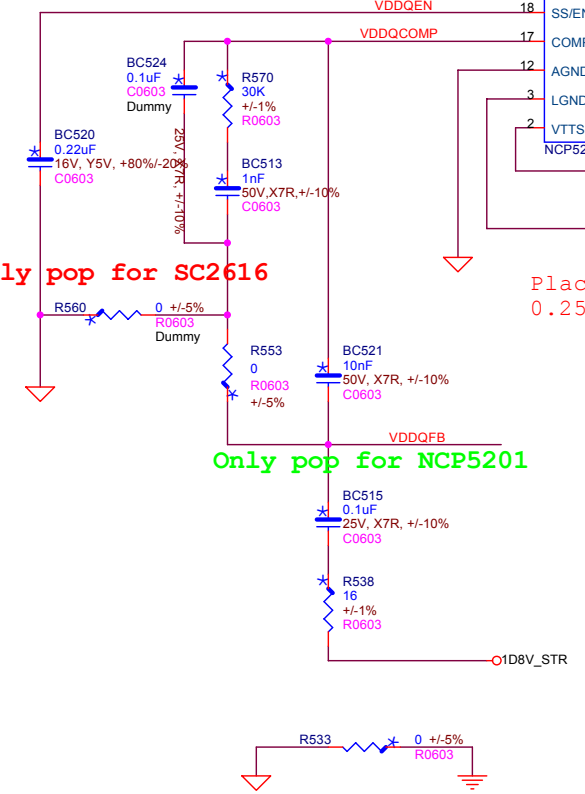 VDDQEN
18 SS/EN
VDDQCOMP
17 COMP
12 AGND
3 LGND
2 VTTS
NCP52
BC524
0.1uF
C0603
Dummy
25V, X7R, +/-10%
R570
30K
+/-1%
R0603
BC520
0.22uF
16V, Y5V, +80%/-20%
C0603
BC513
1nF
50V,X7R,+/-10%
C0603
ly pop for SC2616
Plac
0.25
R560
0 +/-5%
R0603
Dummy
R553
0
R0603
+/-5%
BC521
10nF
50V, X7R, +/-10%
C0603
VDDQFB
Only pop for NCP5201
BC515
0.1uF
25V, X7R, +/-10%
C0603
R538
16
+/-1%
R0603
1D8V_STR
R533
0 +/-5%
R0603